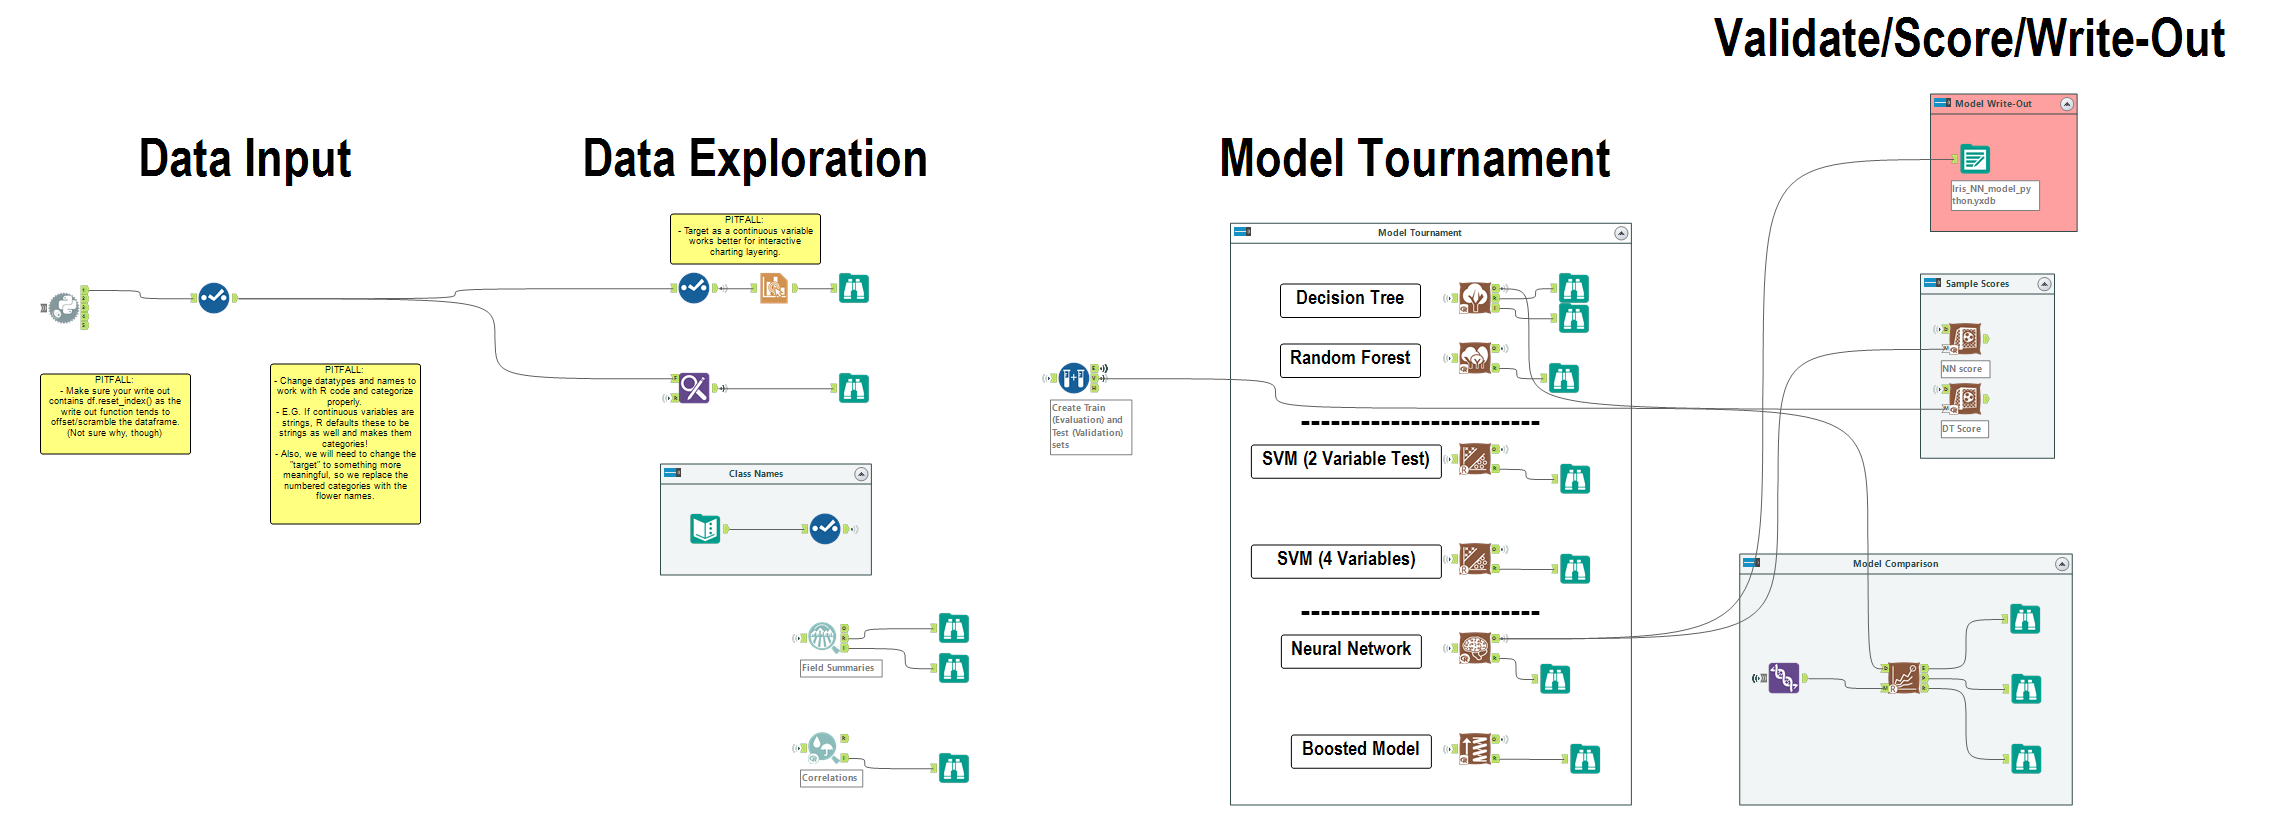 Validate/Score/Write-Out
Data Input
Data Exploration
Model Tournament
Model Write-Out
Iris_NN_model_py
thon.yxdb
PITFALL:
- Target as a continuous variable
works better for interactive
charting layering.
PITFALL:
- Make sure your write out
contains df.reset_index() as the
write out function tends to
offset/scramble the dataframe.
(Not sure why, though)
PITFALL:
- Change datatypes and names to
work with R code and categorize
properly.
- E.G. If continuous variables are
strings, R defaults these to be
strings as well and makes them
categories!
- Also, we will need to change the
"target" to something more
meaningful, so we replace the
numbered categories with the
flower names.
Class Names
Field Summaries
Correlations
Create Train
(Evaluation) and
Test (Validation)
sets
Model Tournament
Decision Tree
Random Forest
SVM (2 Variable Test)
SVM (4 Variables)
Neural Network
Boosted Model
Sample Scores
NN score
DT Score
Model Comparison